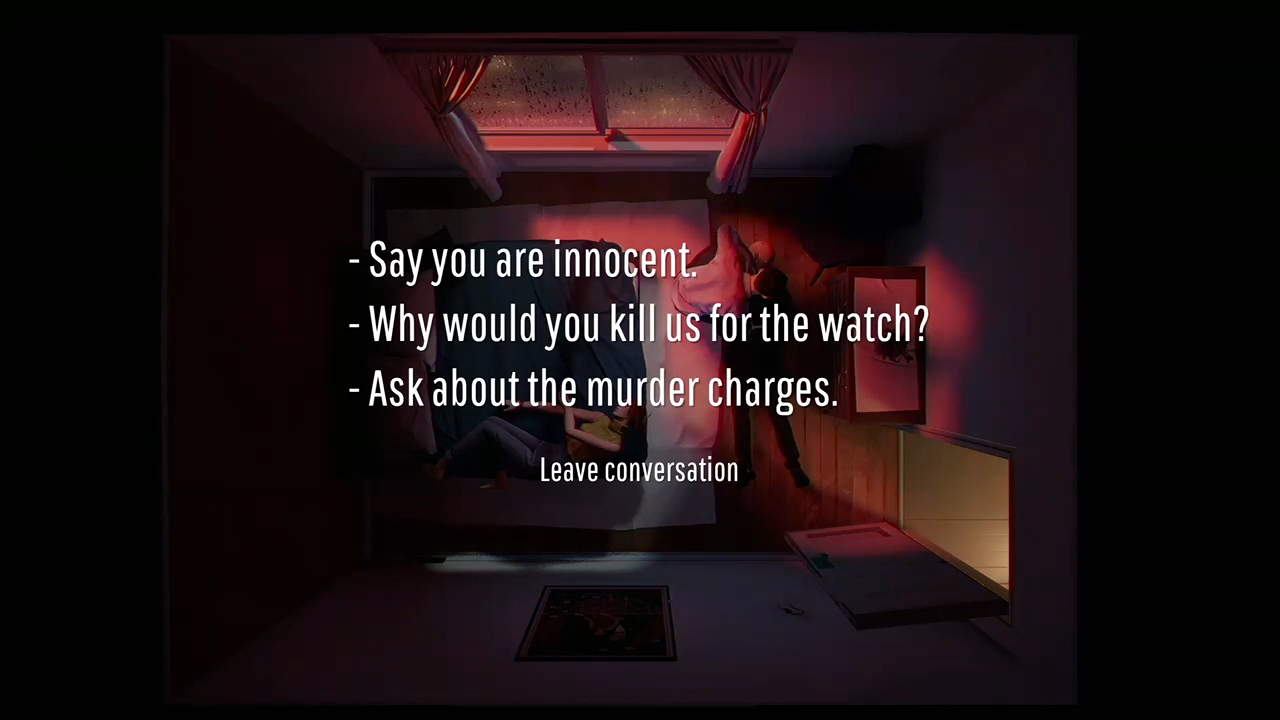 - Say you are innocent.
- Why would you kill us for the watch?
- Ask about the murder charges.
Leave conversation